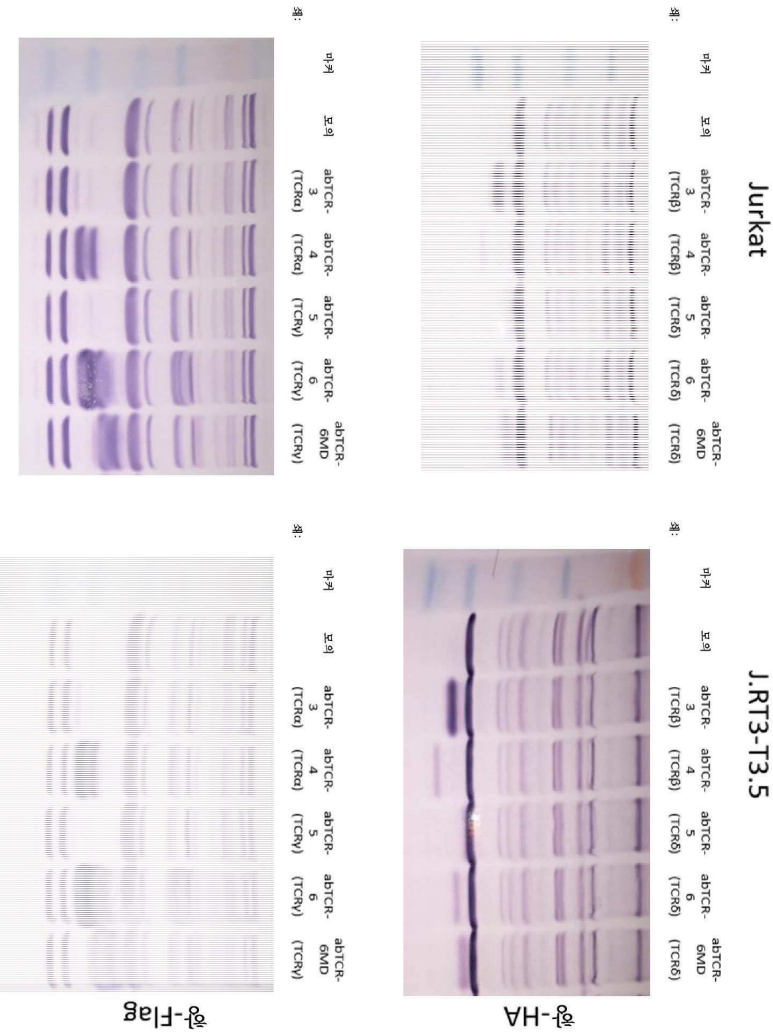 Jurkat
J.RT3-T3.5
마커
모의
abTCR-
3
(TCRβ)
abTCR-
4
(TCRβ)
abTCR-
5
(TCRδ)
abTCR-
6
(TCRδ)
abTCR-
6MD
(TCRδ)
마커
모의
abTCR-
3
(TCRβ)
abTCR-
4
(TCRβ)
abTCR-
5
(TCRδ)
abTCR-
6
(TCRδ)
abTCR-
6MD
(TCRδ)
항-HA
마커
모의
abTCR-
3
(TCRα)
abTCR-
4
(TCRα)
abTCR-
5
(TCRγ)
abTCR-
6
(TCRγ)
abTCR-
6MD
(TCRγ)
마커
모의
abTCR-
3
(TCRα)
abTCR-
4
(TCRα)
abTCR-
5
(TCRγ)
abTCR-
6
(TCRγ)
abTCR-
6MD
(TCRγ)
항-Flag